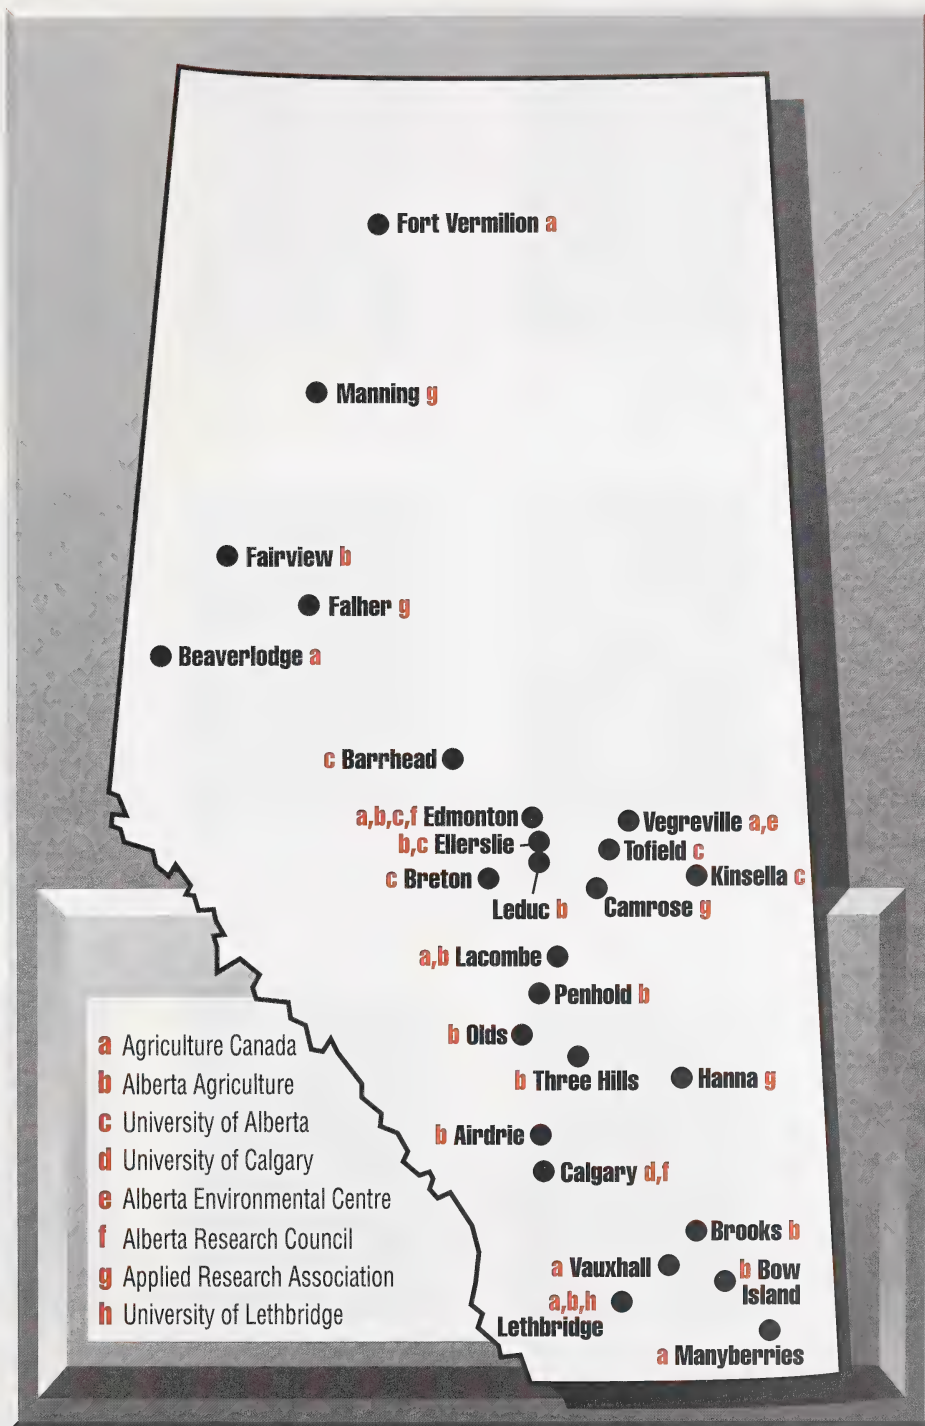 Fort Vermilion a
Manning g
Fairview b
Falher g
Beaverlodge a
c Barrhead
a,b,c,f Edmonton
Vegreville a,e
b,c Ellerslie
Tofield c
c Breton
Kinsella c
Leduc b
Camrose g
a,b Lacombe
Penhold b
b Olds
b Three Hills
Hanna g
b Airdrie
Calgary d,f
Brooks b
a Vauxhall
b Bow
Island
a,b,h
Lethbridge
a Manyberries
a Agriculture Canada
b Alberta Agriculture
c University of Alberta
d University of Calgary
e Alberta Environmental Centre
f Alberta Research Council
g Applied Research Association
h University of Lethbridge